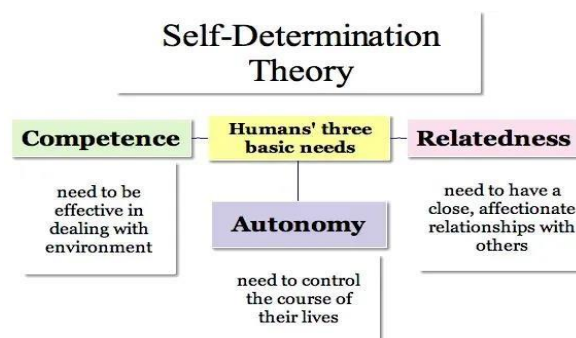 Self-Determination
Theory
Competence
Humans' three
basic needs
Relatedness
need to be
effective in
dealing with
environment
Autonomy
need to control
the course of
their lives
need to have a
close, affectionate
relationships with
others